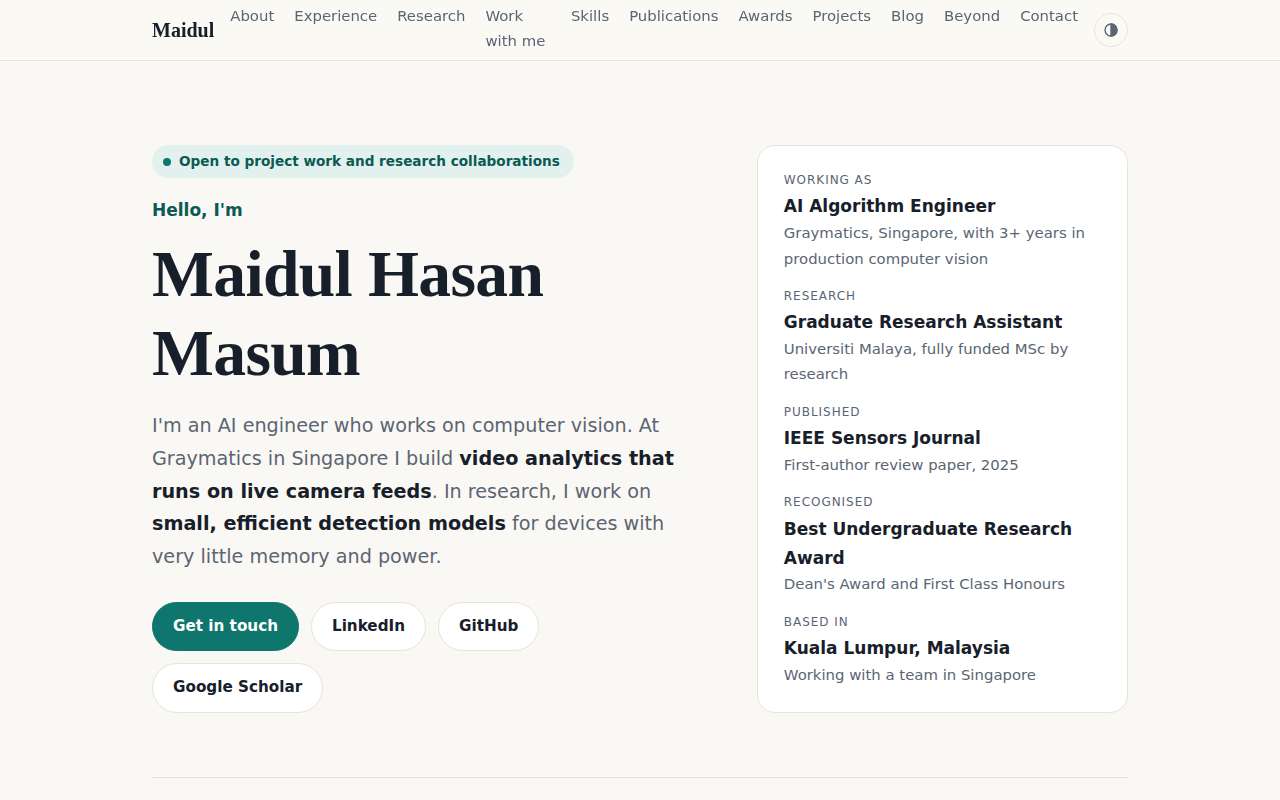 Maidul
About Experience Research Work with me Skills Publications Awards Projects Blog Beyond Contact
Open to project work and research collaborations
Hello, I'm
Maidul Hasan
Masum
I'm an AI engineer who works on computer vision. At
Graymatics in Singapore I build video analytics that
runs on live camera feeds. In research, I work on
small, efficient detection models for devices with
very little memory and power.
Get in touch
LinkedIn
GitHub
Google Scholar
WORKING AS
AI Algorithm Engineer
Graymatics, Singapore, with 3+ years in
production computer vision
RESEARCH
Graduate Research Assistant
Universiti Malaya, fully funded MSc by
research
PUBLISHED
IEEE Sensors Journal
First-author review paper, 2025
RECOGNISED
Best Undergraduate Research
Award
Dean's Award and First Class Honours
BASED IN
Kuala Lumpur, Malaysia
Working with a team in Singapore